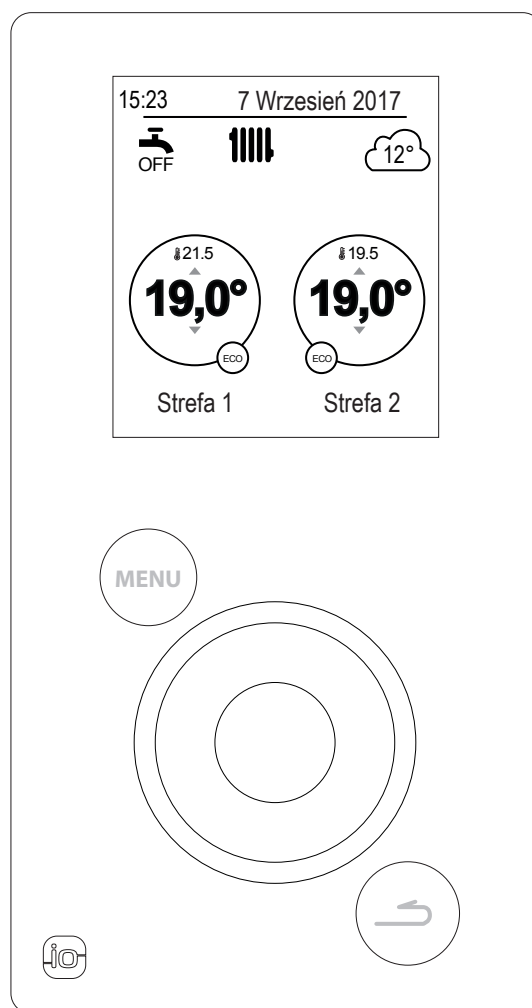 15:23 7 Wrzesień 2017
OFF 12°
21.5 19.5
19,0° 19,0°
ECO ECO
Strefa 1 Strefa 2
MENU
io